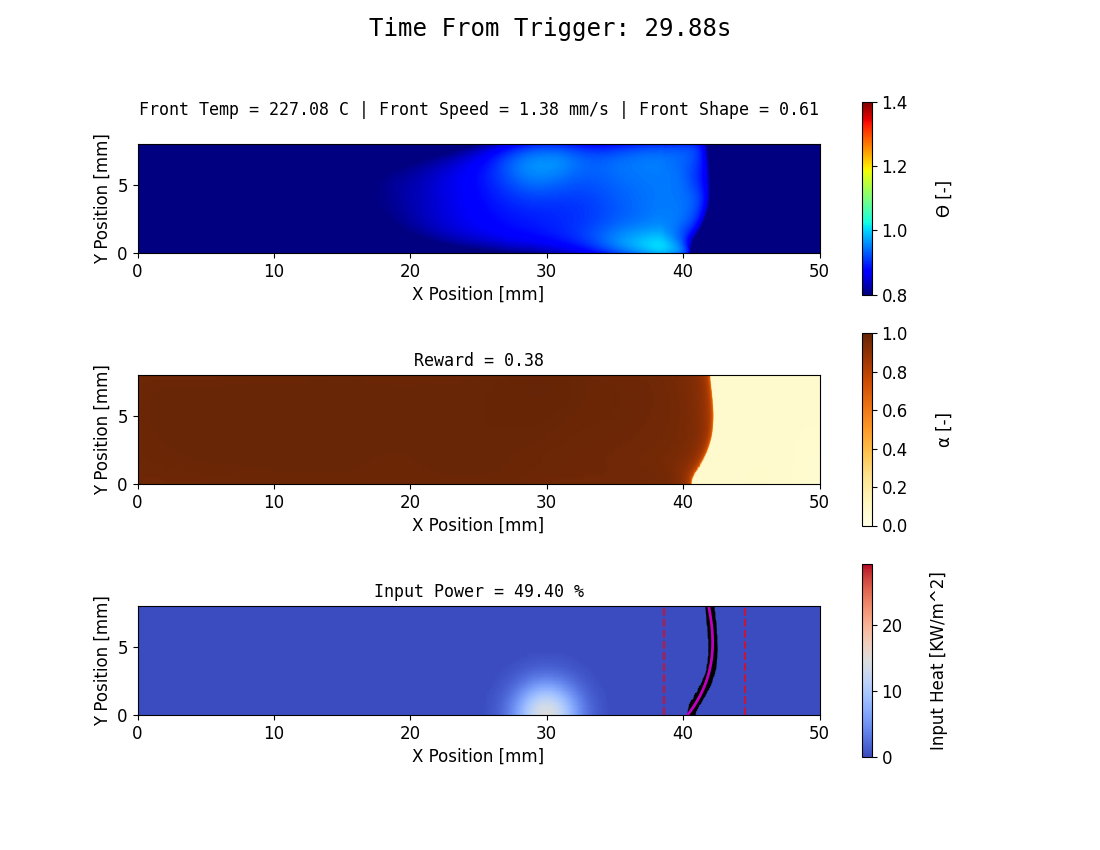 Time From Trigger: 29.88s
Front Temp = 227.08 C | Front Speed = 1.38 mm/s | Front Shape = 0.61
Y Position [mm]
5
0
0 10 20 30 40 50
X Position [mm]
1.4
1.2
1.0
0.8
Θ [-]
Reward = 0.38
Y Position [mm]
5
0
0 10 20 30 40 50
X Position [mm]
1.0
0.8
0.6
0.4
0.2
0.0
α [-]
Input Power = 49.40 %
Y Position [mm]
5
0
0 10 20 30 40 50
X Position [mm]
20
10
0
Input Heat [KW/m^2]